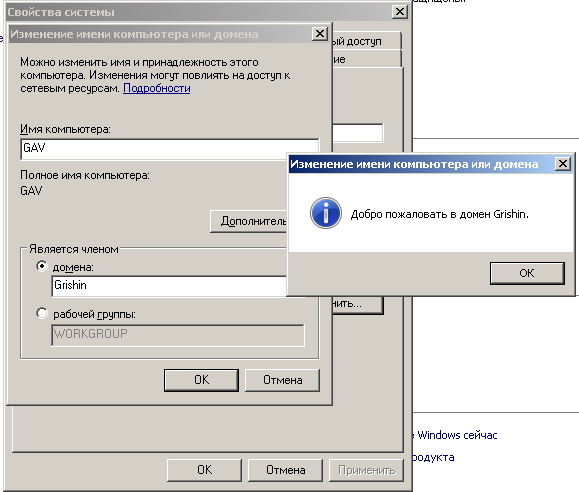 Свойства системы
Изменение имени компьютера или домена
ный доступ
ние
Можно изменить имя и принадлежность этого
компьютера. Изменения могут повлиять на доступ к
сетевым ресурсам. Подробности
Имя компьютера:
GAV
Полное имя компьютера:
GAV
Дополнитель
Является членом
домена:
Grishin
рабочей группы:
WORKGROUP
OK
Отмена
Изменение имени компьютера или домена
Добро пожаловать в домен Grishin.
OK
нить...
OK
Отмена
Применить
Windows сейчас
родукта